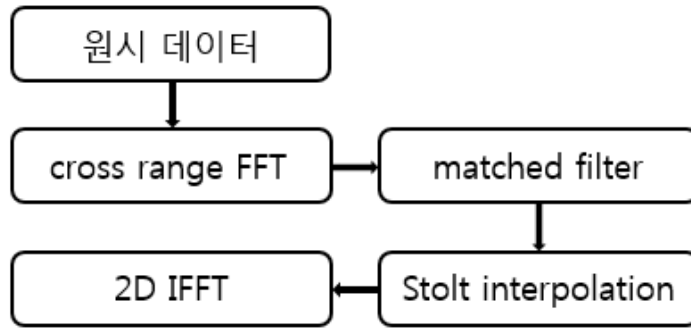 원시 데이터
cross range FFT
matched filter
Stolt interpolation
2D IFFT